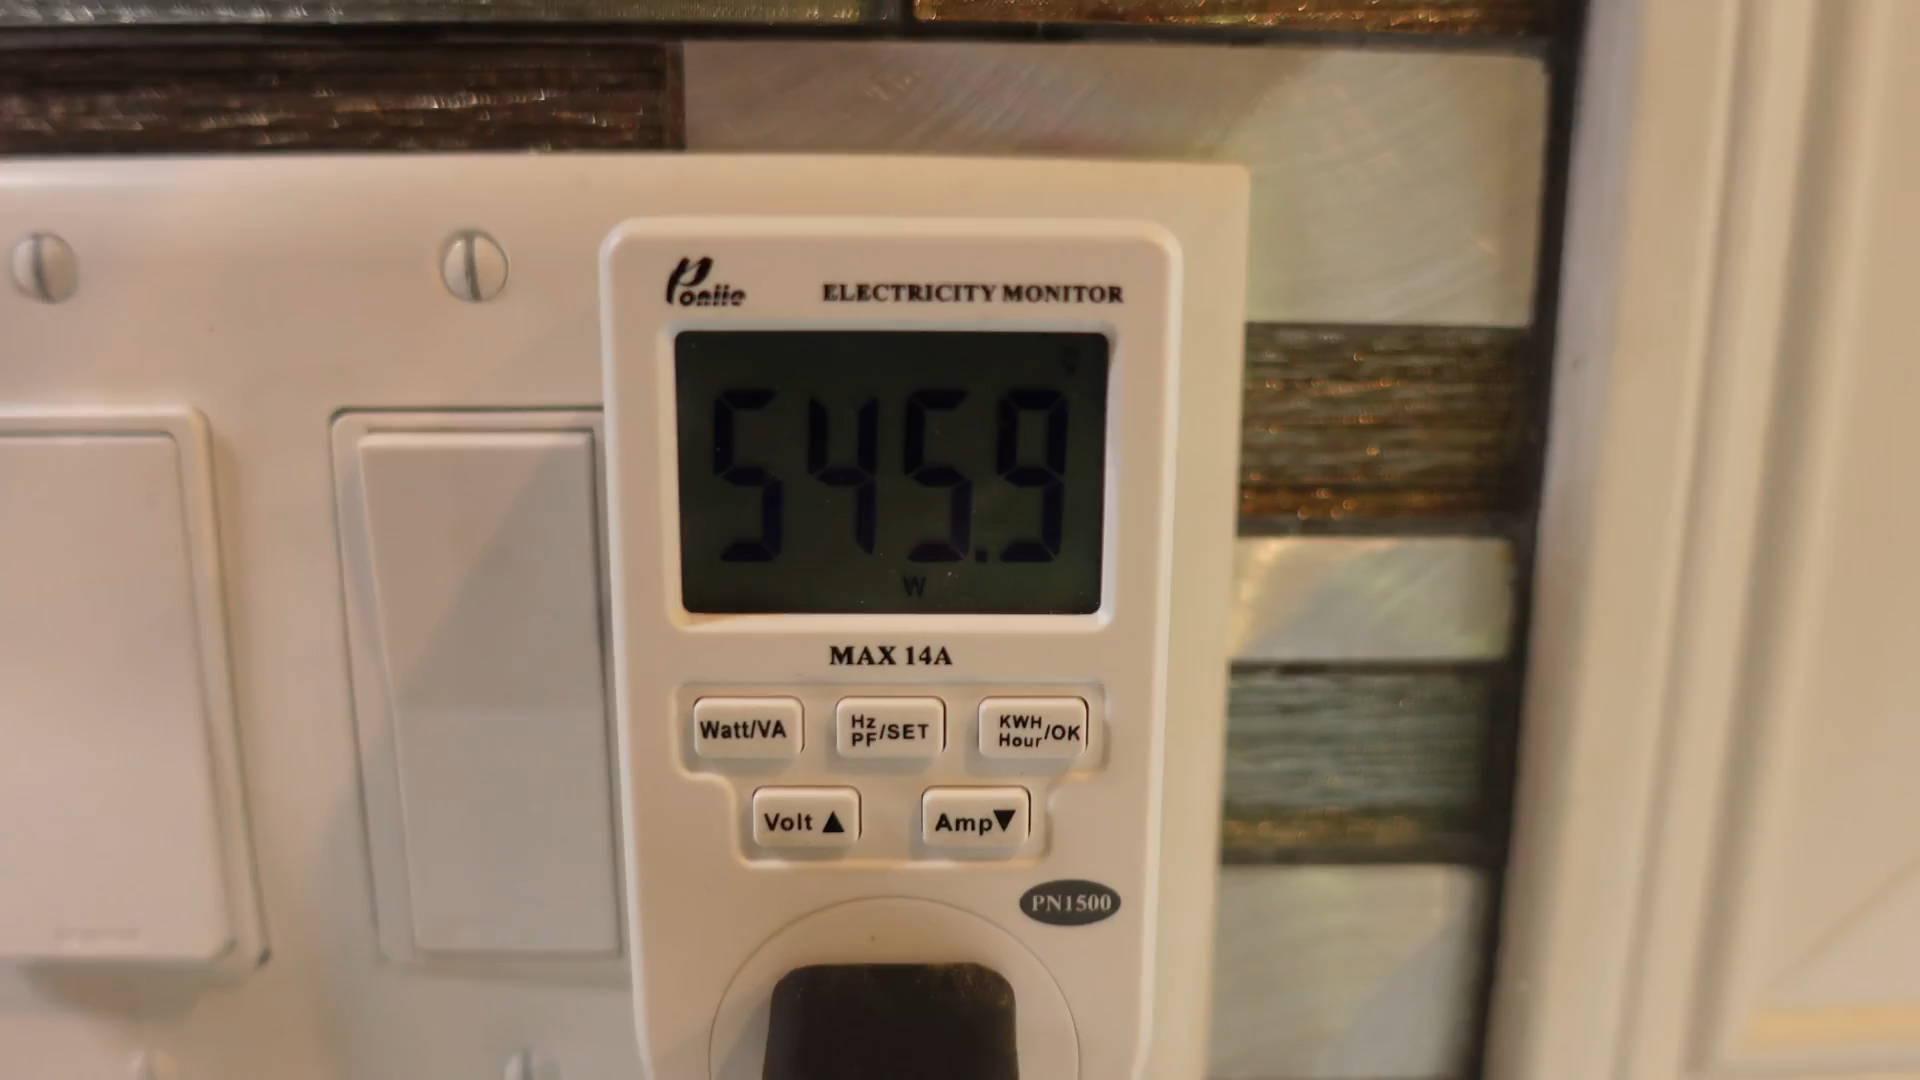 Poniie
ELECTRICITY MONITOR
545.9
W
MAX 14A
Watt/VA
Hz
PF/SET
KWH
Hour/OK
Volt ▲
Amp▼
PN1500